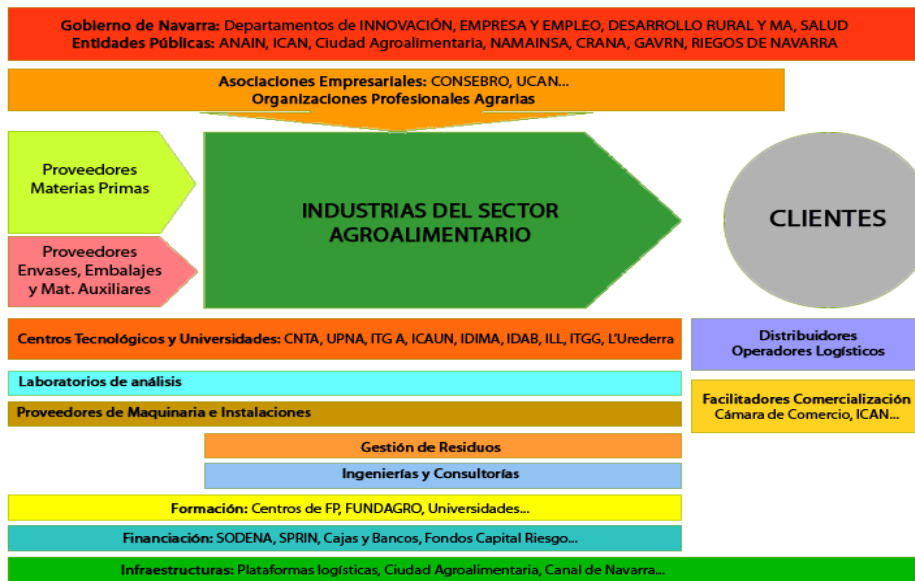 Gobierno de Navarra: Departamentos de INNOVACIÓN, EMPRESA Y EMPLEO, DESARROLLO RURAL Y MA, SALUD
Entidades Públicas: ANAIN, ICAN, Ciudad Agroalimentaria, NAMAINSA, CRANA, GAVRN, RIEGOS DE NAVARRA
Asociaciones Empresariales: CONSEBRO, UCAN...
Organizaciones Profesionales Agrarias
Proveedores
Materias Primas
Proveedores
Envases, Embalajes
y Mat. Auxiliares
INDUSTRIAS DEL SECTOR
AGROALIMENTARIO
CLIENTES
Centros Tecnológicos y Universidades: CNTA, UPNA, ITG A, ICAUN, IDIMA, IDAB, ILL, ITGG, L'Urederra
Distribuidores
Operadores Logísticos
Laboratorios de análisis
Proveedores de Maquinaria e Instalaciones
Facilitadores Comercialización
Cámara de Comercio, ICAN...
Gestión de Residuos
Ingenierías y Consultorías
Formación: Centros de FP, FUNDAGRO, Universidades...
Financiación: SODENA, SPRIN, Cajas y Bancos, Fondos Capital Riesgo...
Infraestructuras: Plataformas logísticas, Ciudad Agroalimentaria, Canal de Navarra...